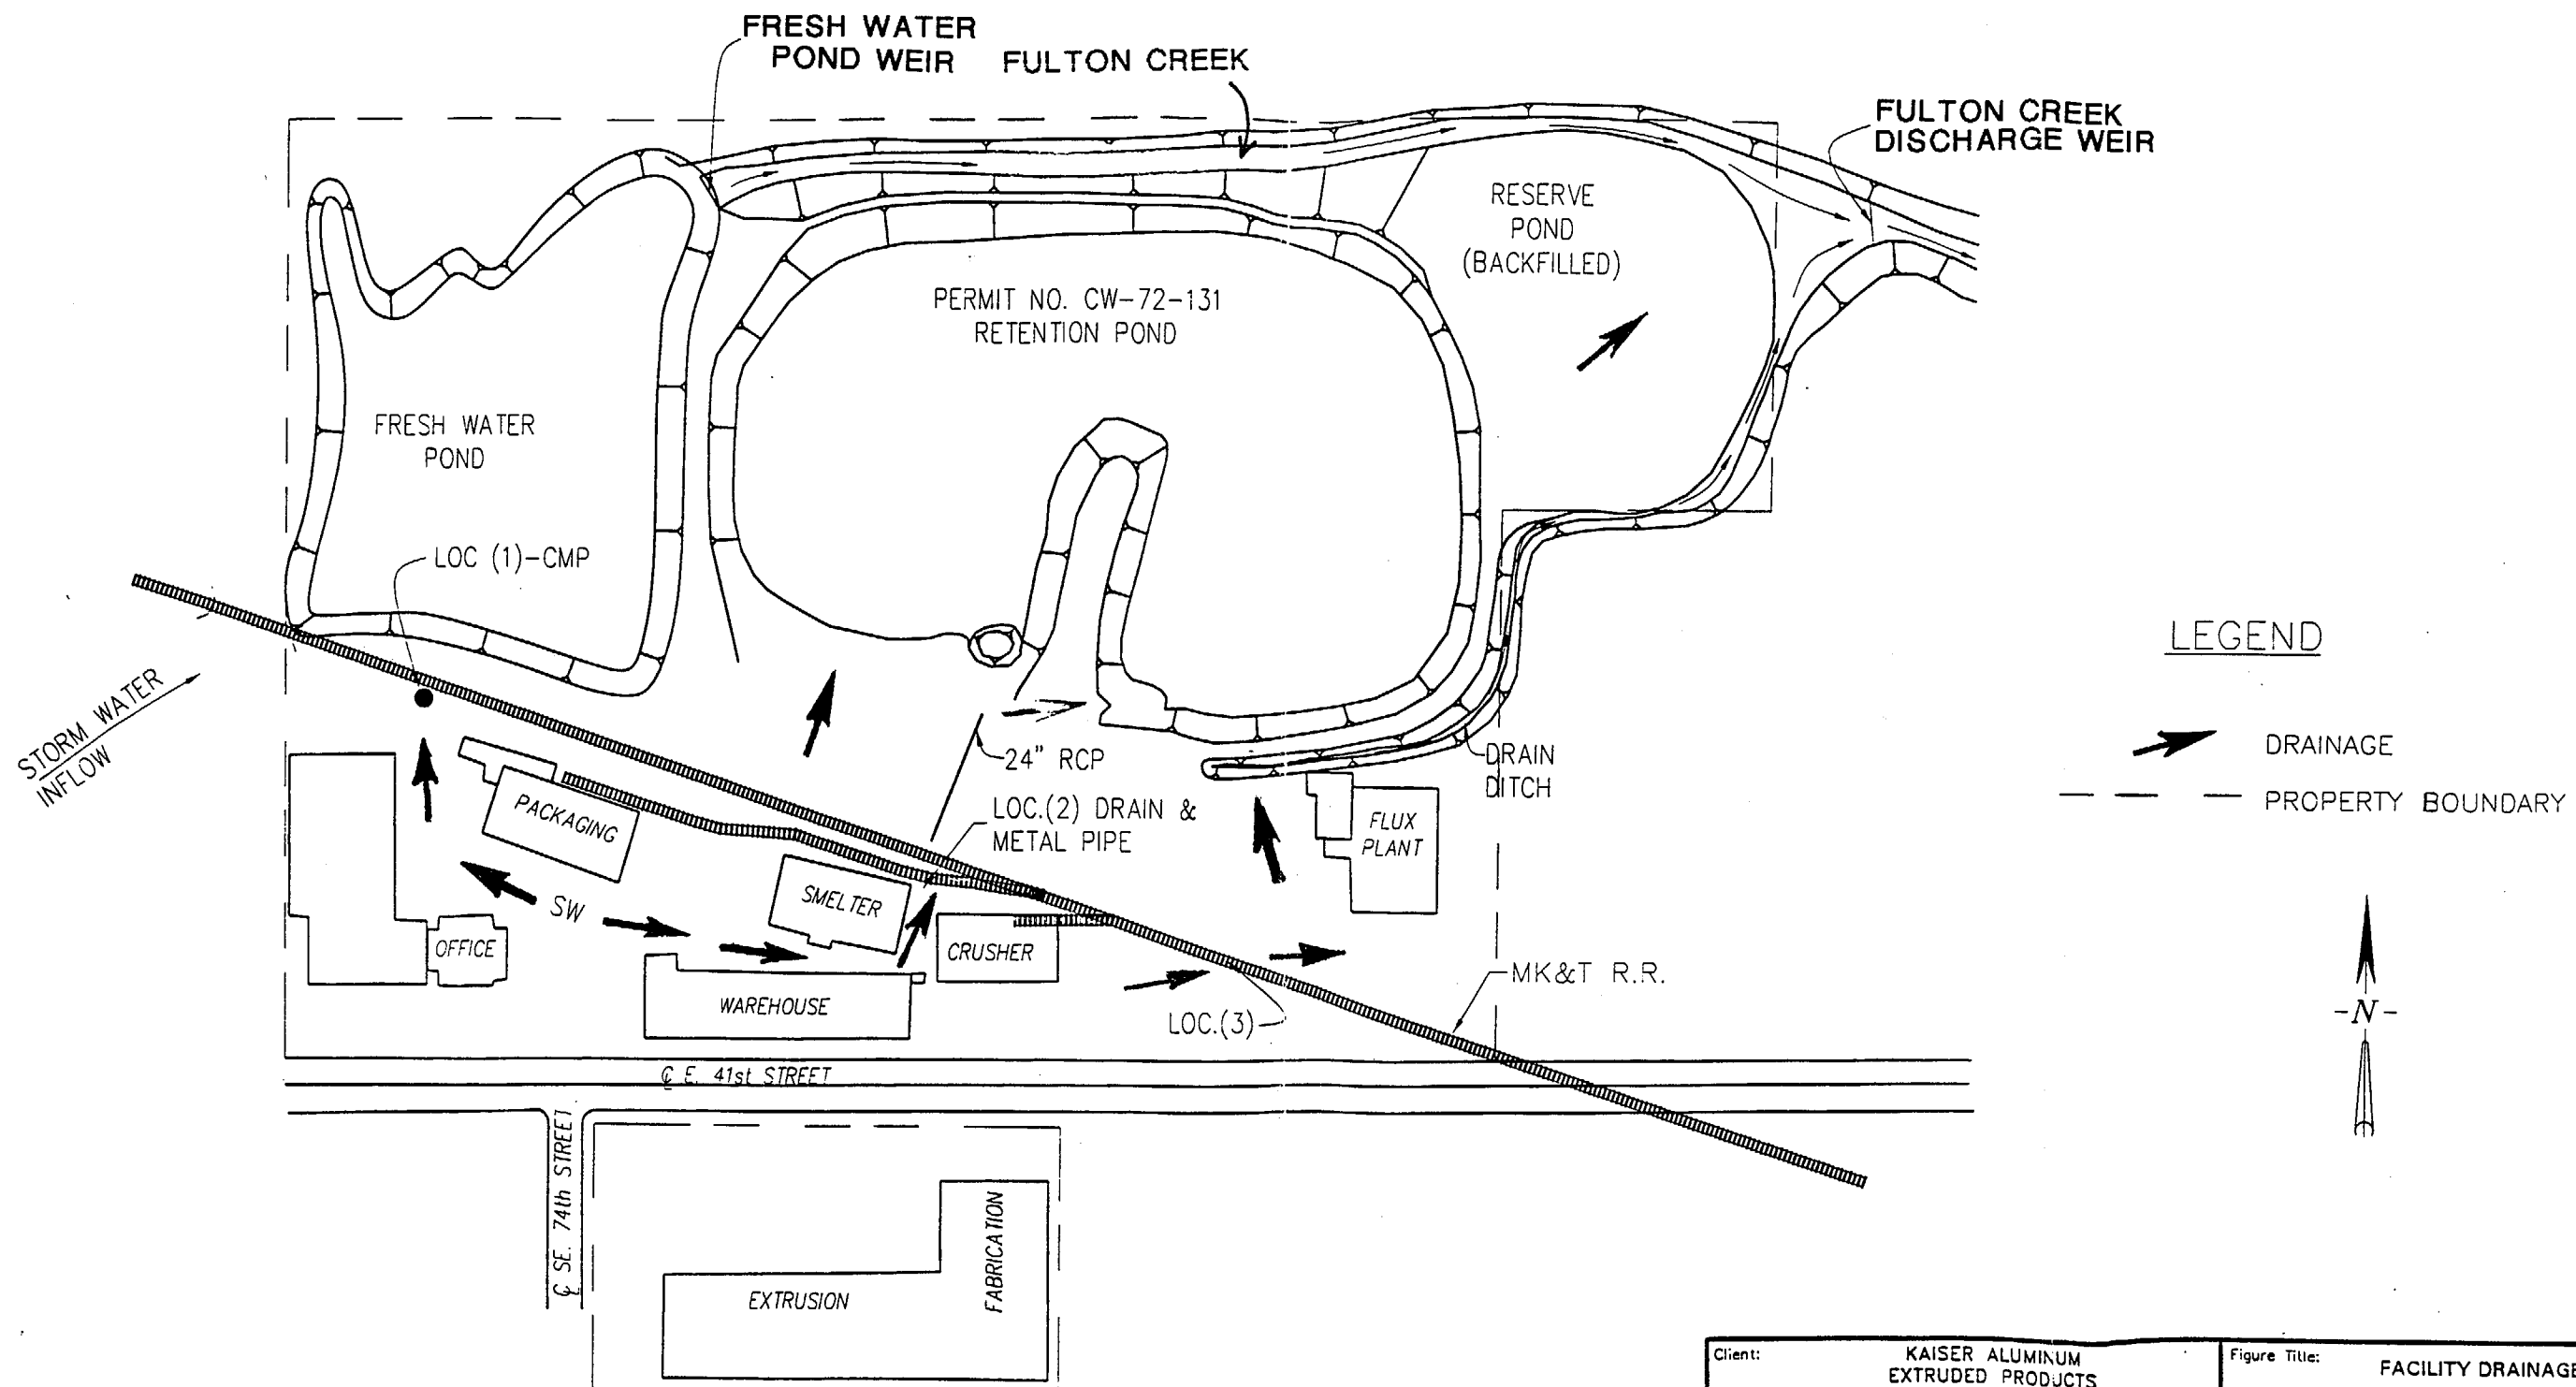 FRESH WATER
POND WEIR
FULTON CREEK
FULTON CREEK
DISCHARGE WEIR
RESERVE
POND
(BACKFILLED)
PERMIT NO. CW-72-131
RETENTION POND
FRESH WATER
POND
LOC (1)-CMP
STORM WATER
INFLOW
LEGEND
DRAINAGE
PROPERTY BOUNDARY
24" RCP
DRAIN
DITCH
LOC.(2) DRAIN &
METAL PIPE
PACKAGING
FLUX
PLANT
SMELTER
SW
OFFICE
CRUSHER
WAREHOUSE
MK&T R.R.
LOC.(3)
-N-
℄ E. 41st STREET
℄ SE. 74th STREET
FABRICATION
EXTRUSION
Client:
KAISER ALUMINUM
EXTRUDED PRODUCTS
Figure Title:
FACILITY DRAINAGE